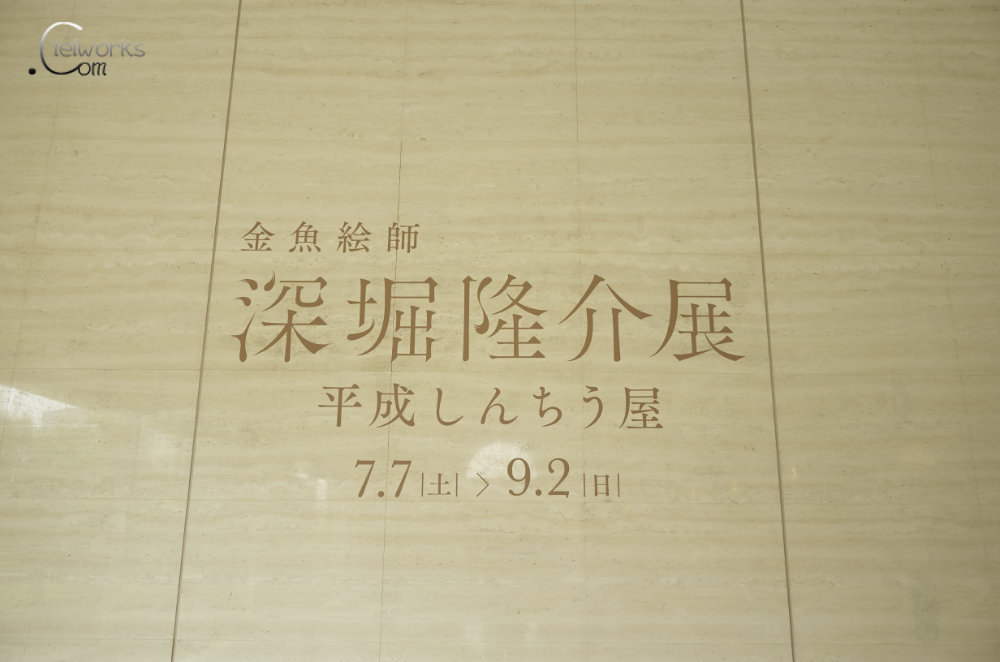 Cielworks
.Com
金魚絵師
深堀隆介展
平成しんちう屋
7.7|土| > 9.2|日|